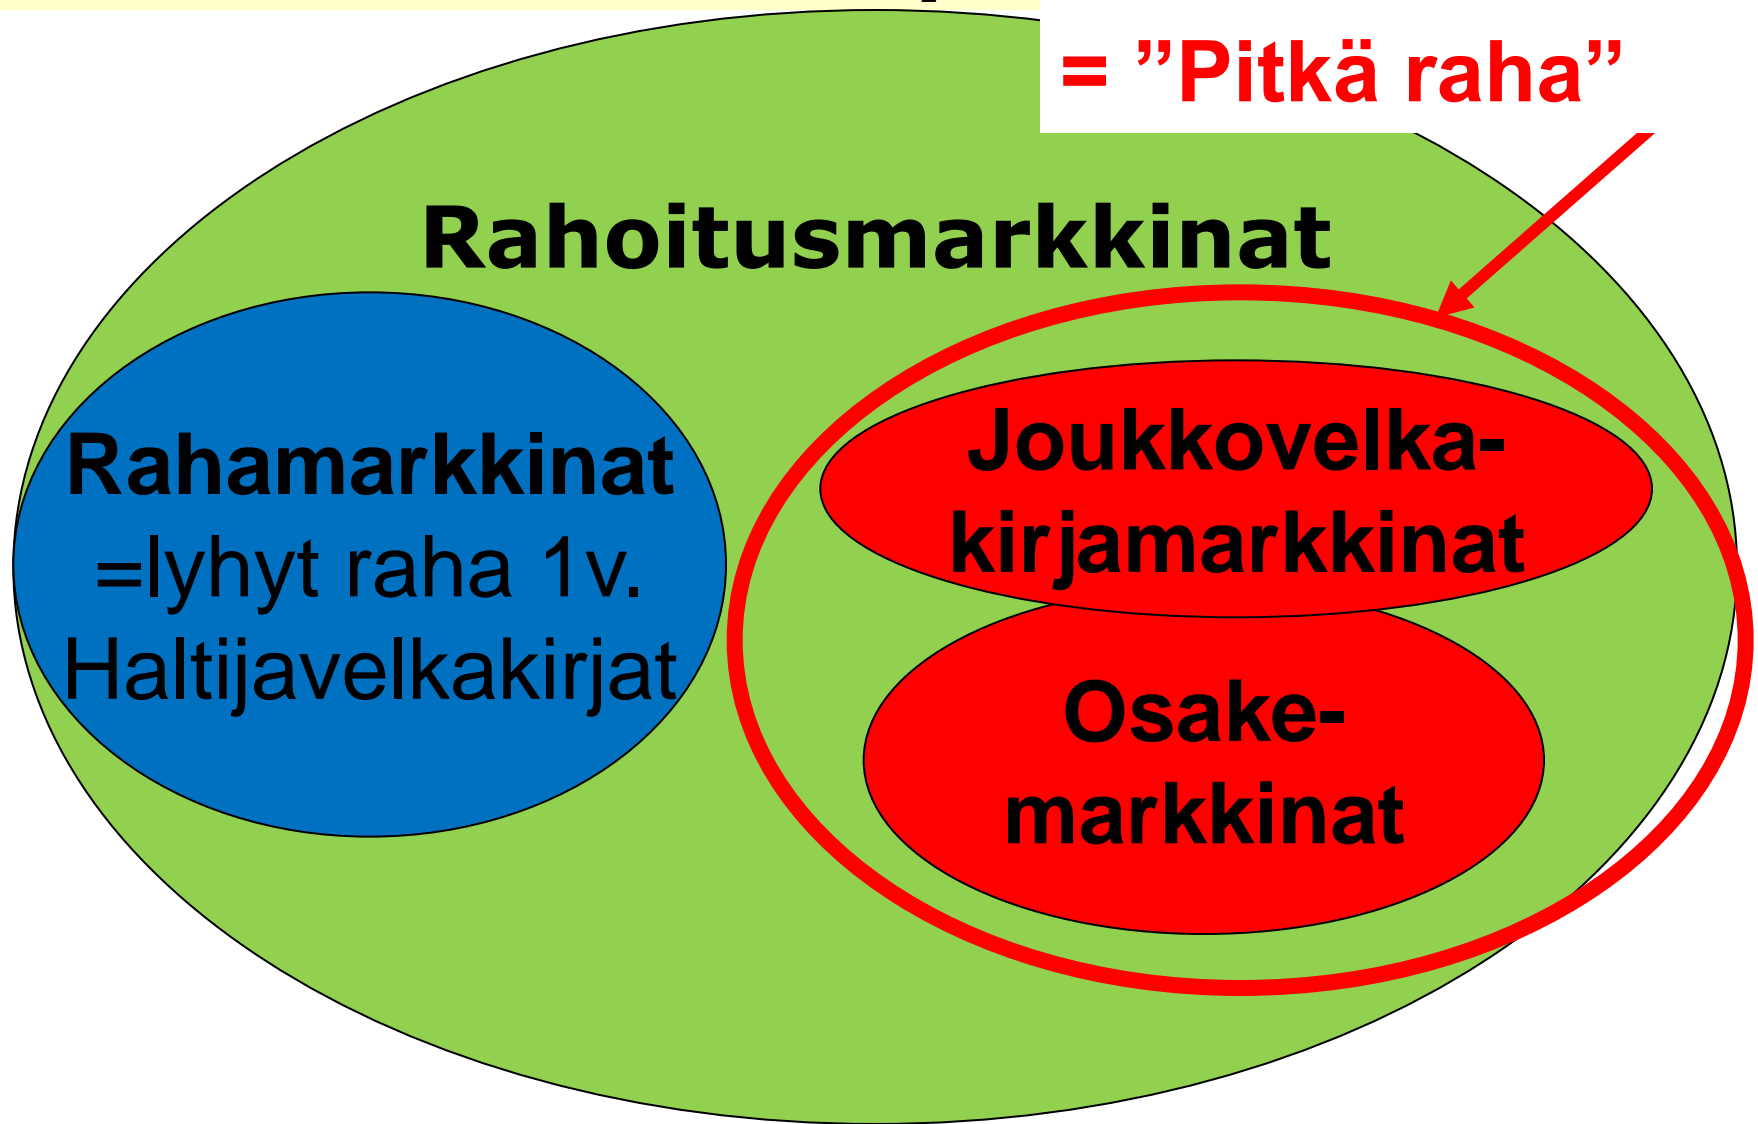 = ”Pitkä raha”
Rahoitusmarkkinat
Rahamarkkinat
=lyhyt raha 1v.
Haltijavelkakirjat
Joukkovelka-
kirjamarkkinat
Osake-
markkinat